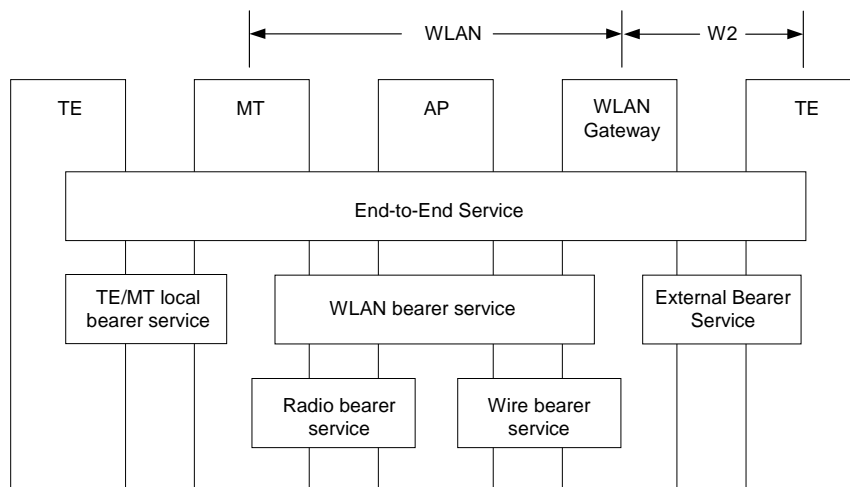 WLAN
W2
TE
MT
AP
WLAN
Gateway
TE
End-to-End Service
TE/MT local
bearer service
WLAN bearer service
External Bearer
Service
Radio bearer
service
Wire bearer
service